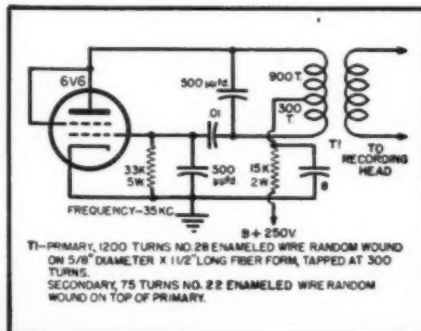 6V6
500 µµfd.
900 T.
300
T.
.01
T1
TO
RECORDING
HEAD
33K
5W
500
µµfd.
15K
2W
8
FREQUENCY-35KC.
B+250V
T1-PRIMARY, 1200 TURNS NO. 28 ENAMELED WIRE RANDOM WOUND
ON 5/8" DIAMETER X 1 1/2" LONG FIBER FORM, TAPPED AT 300
TURNS.
SECONDARY, 75 TURNS NO. 22 ENAMELED WIRE RANDOM
WOUND ON TOP OF PRIMARY.